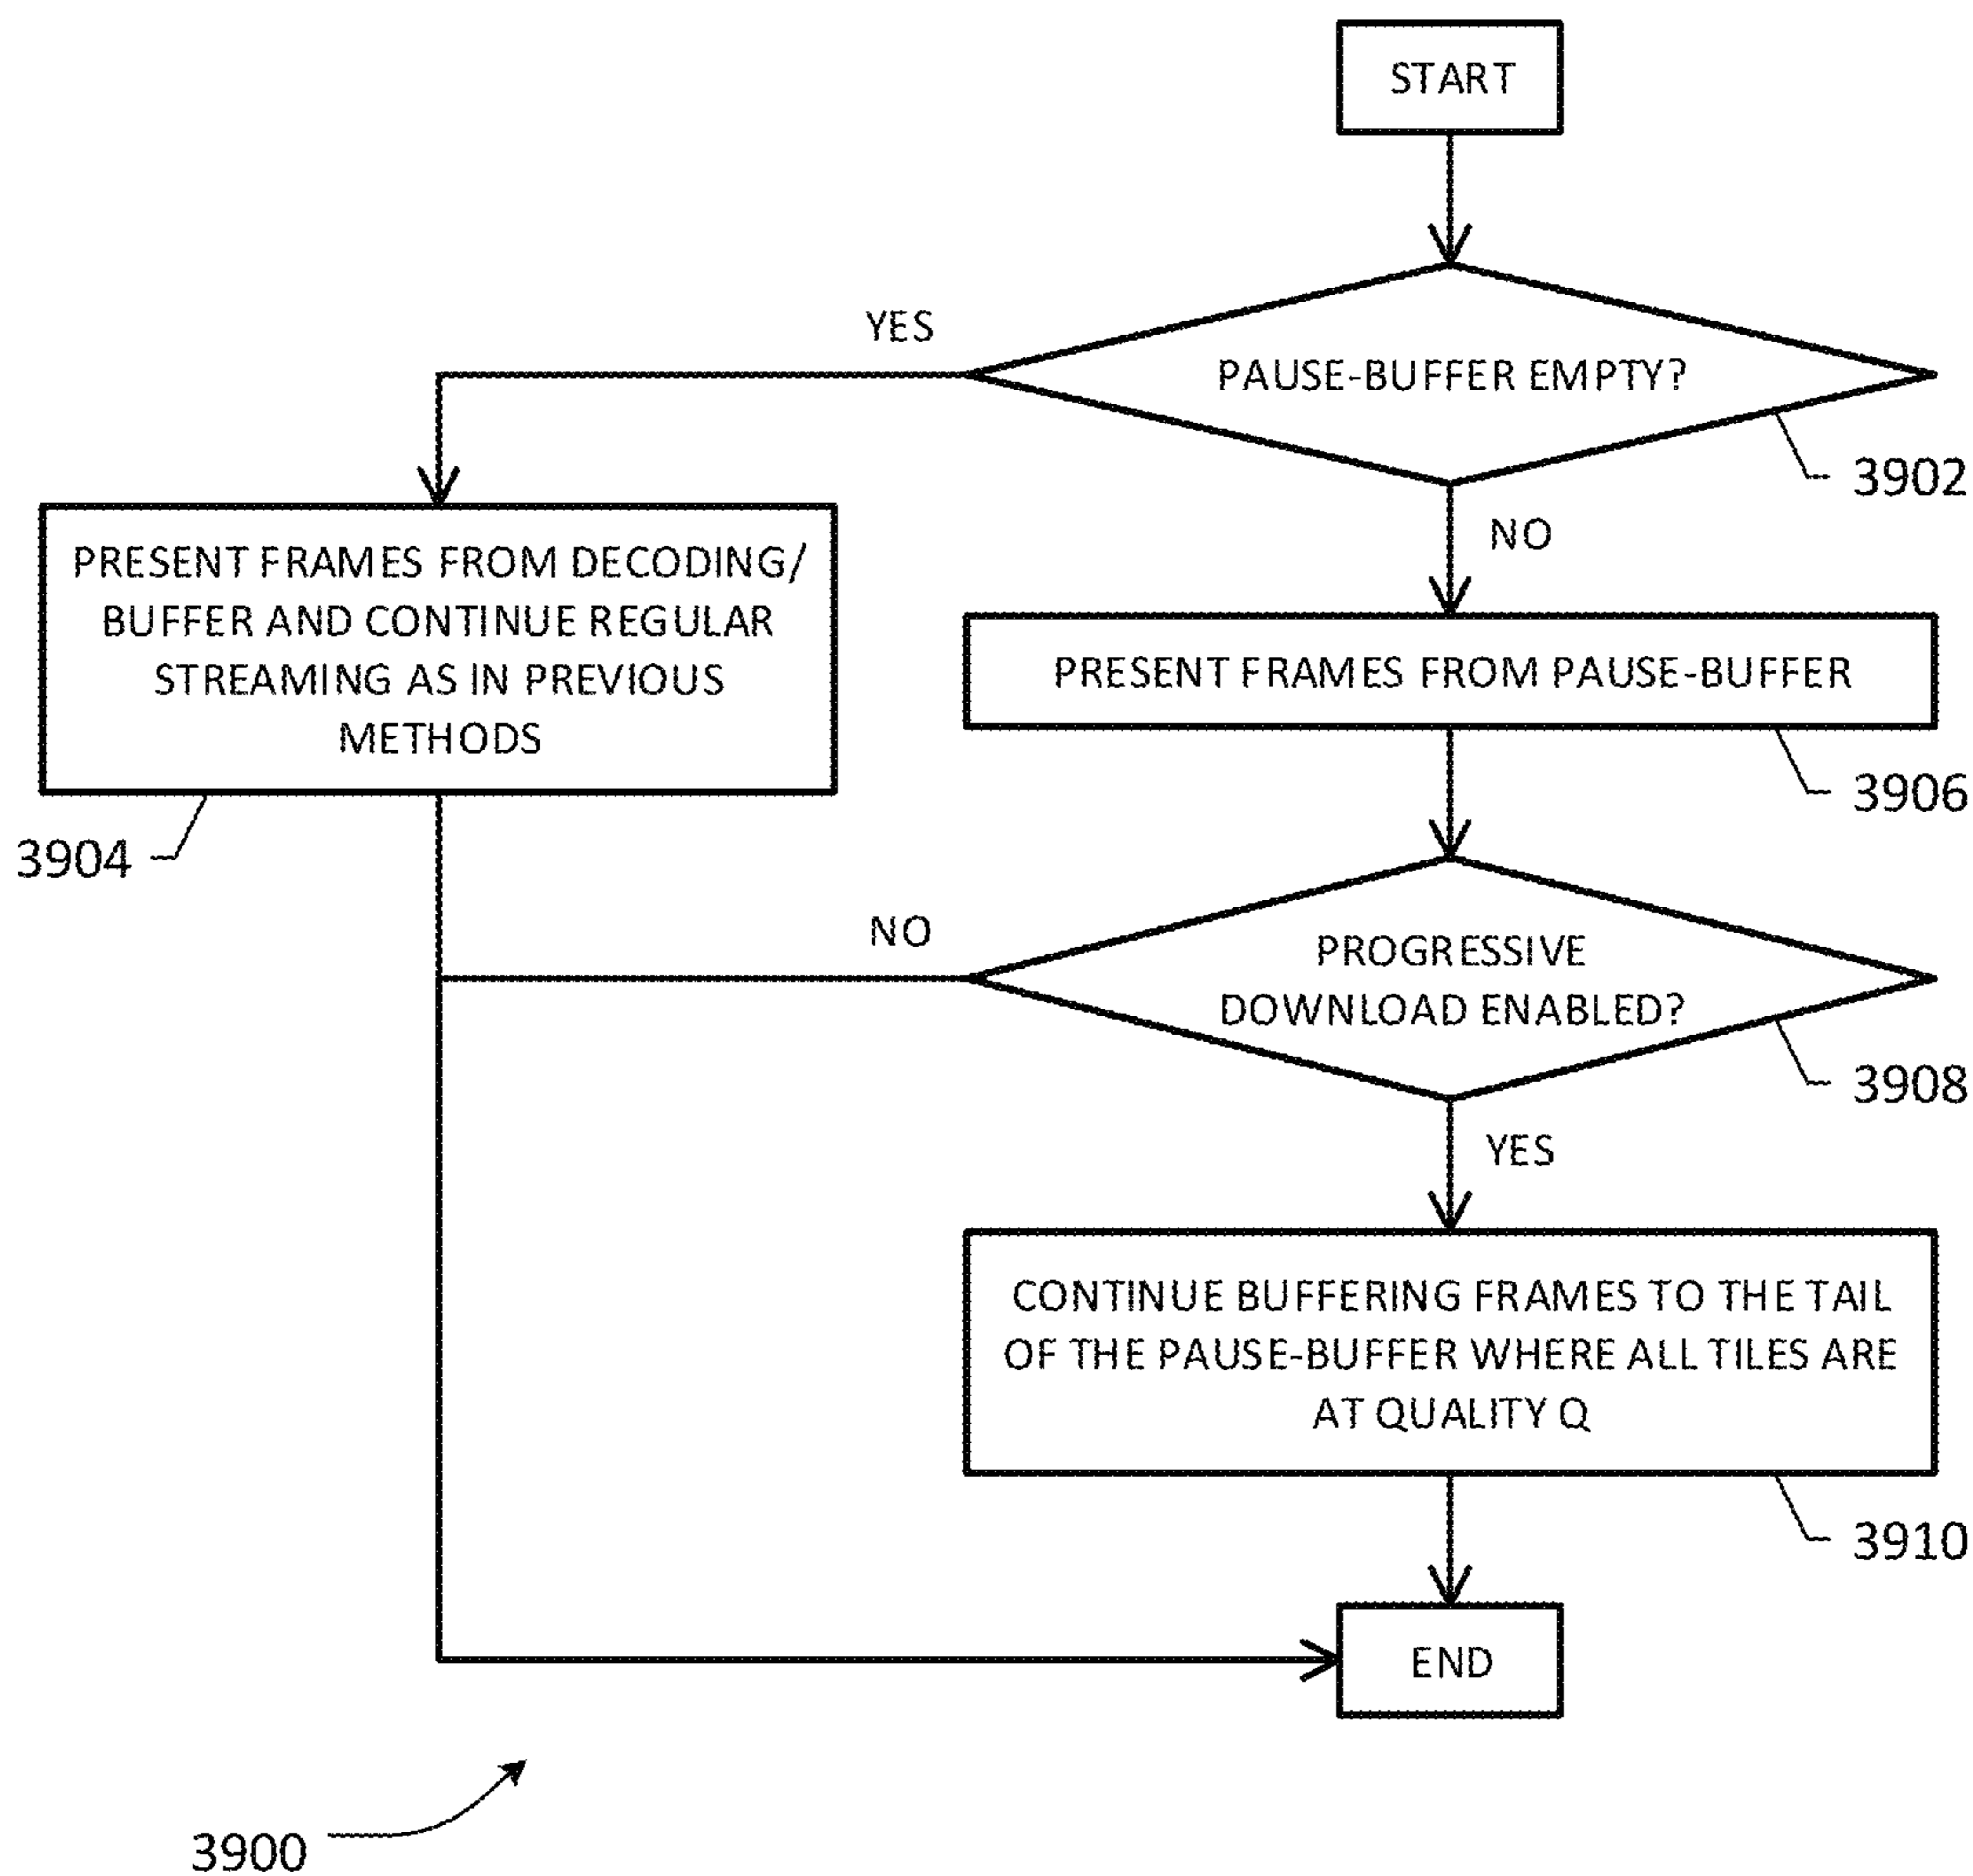 START
YES
PAUSE-BUFFER EMPTY?
3902
NO
PRESENT FRAMES FROM DECODING/
BUFFER AND CONTINUE REGULAR
STREAMING AS IN PREVIOUS
METHODS
3904
PRESENT FRAMES FROM PAUSE-BUFFER
3906
NO
PROGRESSIVE
DOWNLOAD ENABLED?
3908
YES
CONTINUE BUFFERING FRAMES TO THE TAIL
OF THE PAUSE-BUFFER WHERE ALL TILES ARE
AT QUALITY Q
3910
END
3900